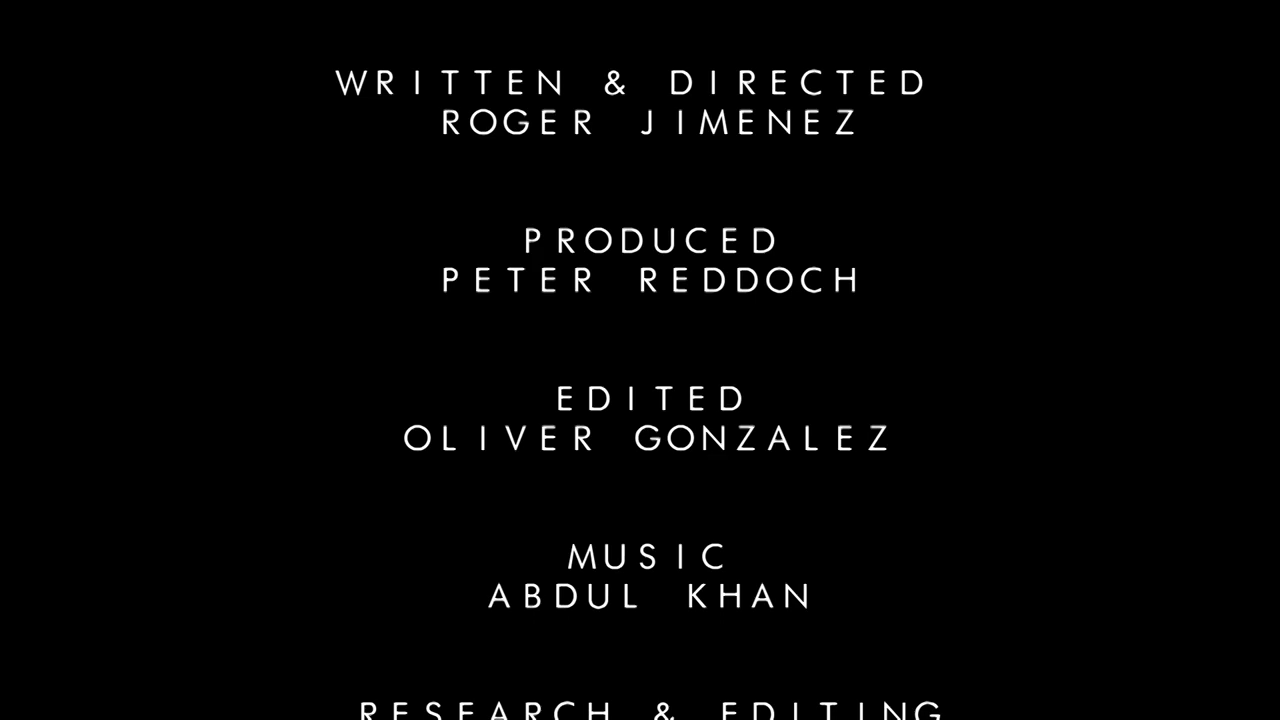 WRITTEN & DIRECTED
ROGER JIMENEZ
PRODUCED
PETER REDDOCH
EDITED
OLIVER GONZALEZ
MUSIC
ABDUL KHAN
RESEARCH & EDITING